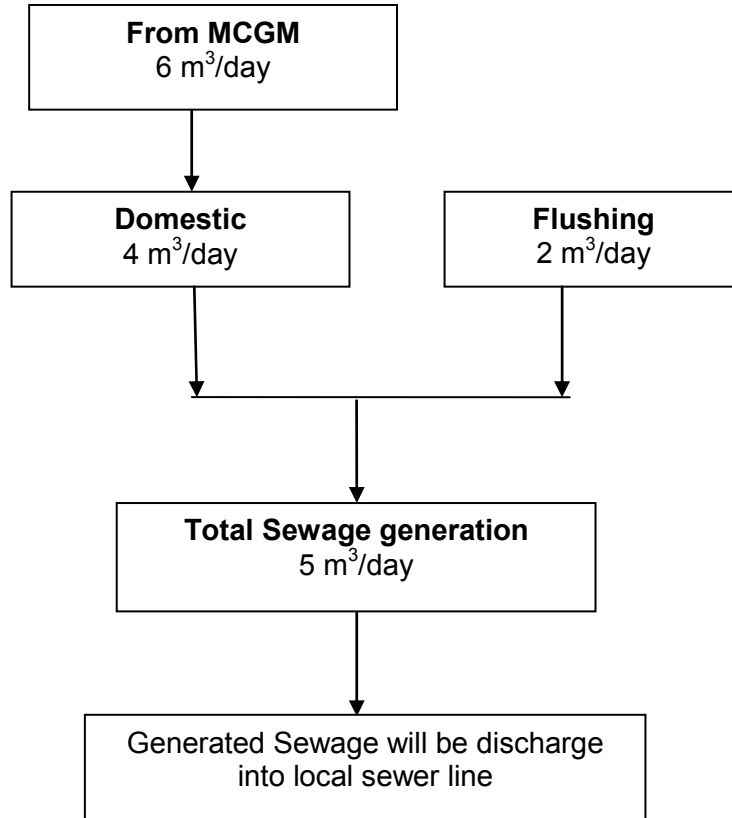 From MCGM
6 m³/day
Domestic
4 m³/day
Flushing
2 m³/day
Total Sewage generation
5 m³/day
Generated Sewage will be discharge
into local sewer line